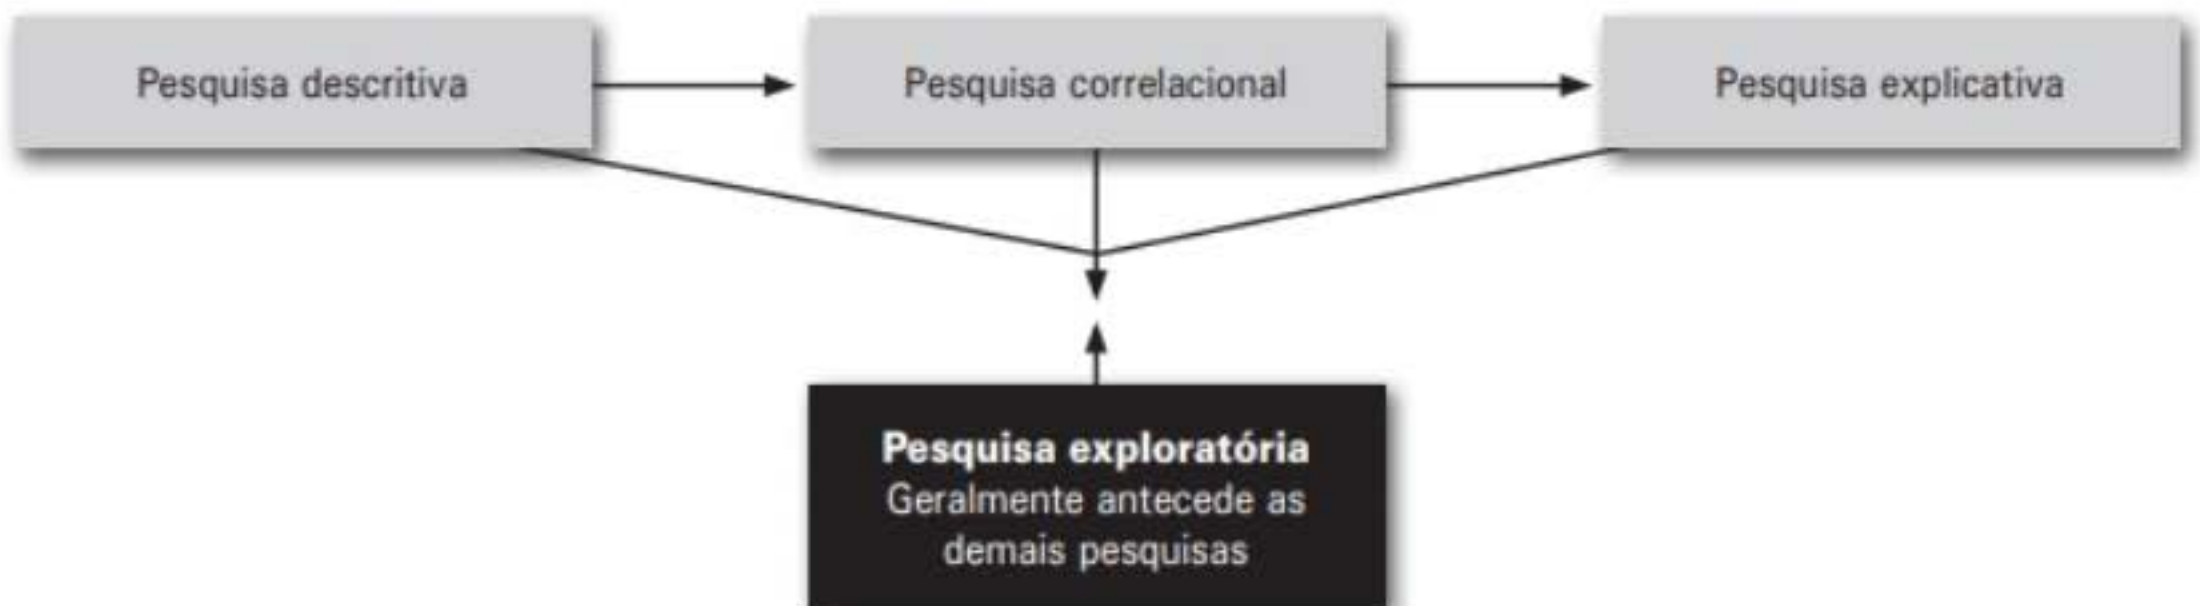 Pesquisa descritiva
Pesquisa correlacional
Pesquisa explicativa
Pesquisa exploratória
Geralmente antecede as
demais pesquisas